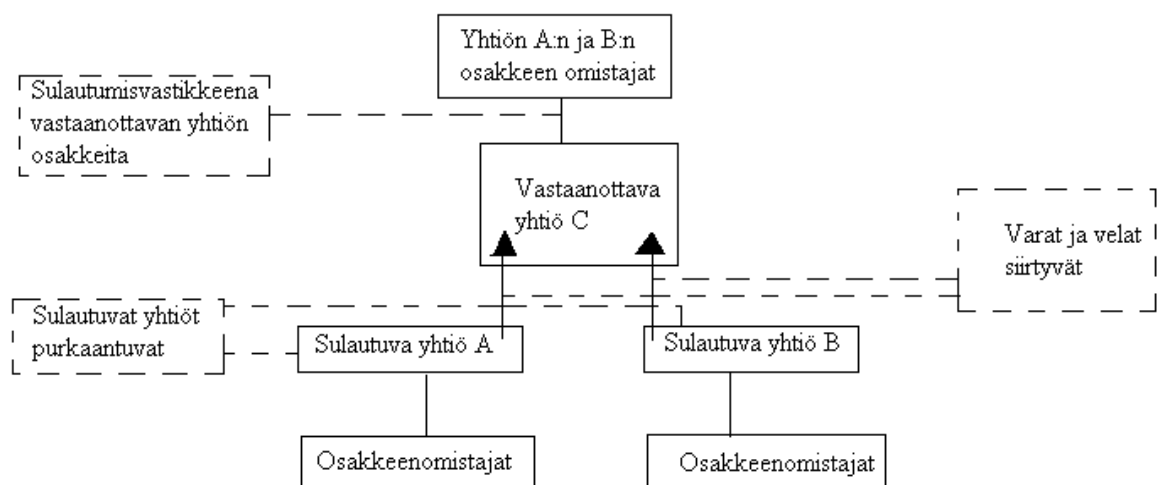 Yhtiön A:n ja B:n
osakkeen omistajat
Sulautumisvastikkeena
vastaanottavan yhtiön
osakkeita
Vastaanottava
yhtiö C
Varat ja velat
siirtyvät
Sulautuvat yhtiöt
purkaantuvat
Sulautuva yhtiö A
Sulautuva yhtiö B
Osakkeenomistajat
Osakkeenomistajat